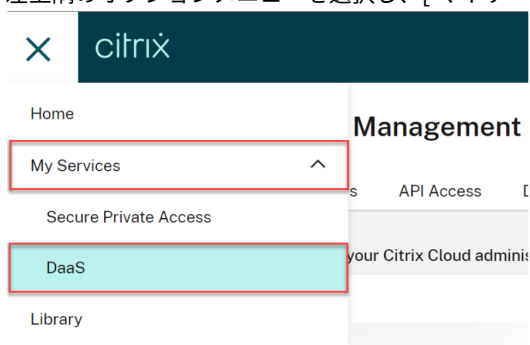 citrix
Home
Management
My Services
API Access
Secure Private Access
your Citrix Cloud adminis
DaaS
Library